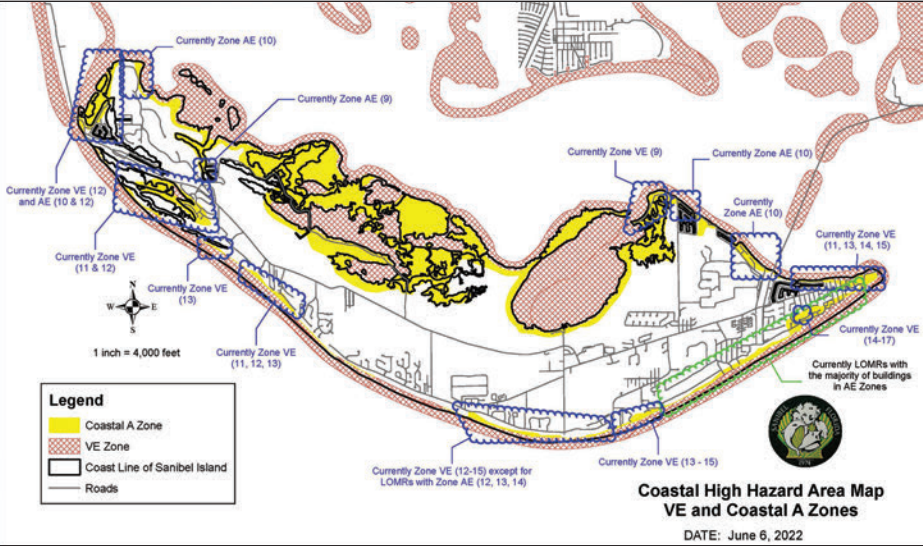 Currently Zone AE (10)
Currently Zone AE (9)
Currently Zone VE (9)
Currently Zone AE (10)
Currently Zone VE (12)
and AE (10 & 12)
Currently
Zone AE (10)
Currently Zone VE
(11, 13, 14, 15)
Currently Zone VE
(11 & 12)
Currently Zone VE
(13)
N
W
E
S
1 inch = 4,000 feet
Currently Zone VE
(11, 12, 13)
Currently Zone VE
(14-17)
Currently LOMRs with
the majority of buildings
in AE Zones
Legend
Coastal A Zone
VE Zone
Coast Line of Sanibel Island
Roads
Currently Zone VE (12-15) except for
LOMRs with Zone AE (12, 13, 14)
Currently Zone VE (13 - 15)
Coastal High Hazard Area Map
VE and Coastal A Zones
DATE: June 6, 2022